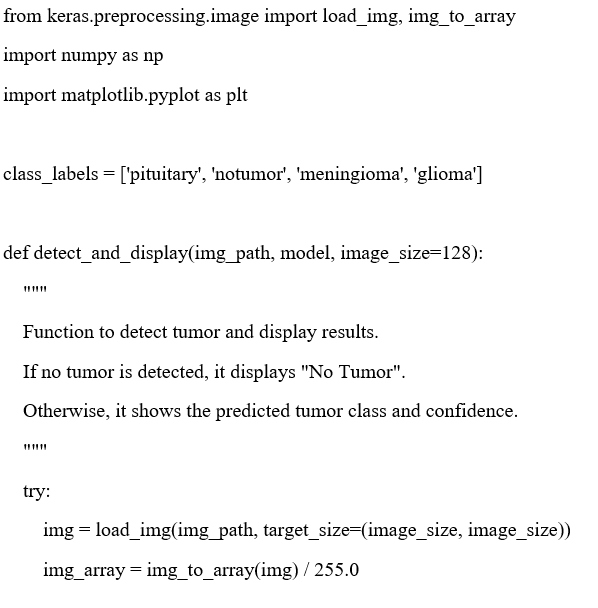 from keras.preprocessing.image import load_img, img_to_array
import numpy as np
import matplotlib.pyplot as plt
class_labels = ['pituitary', 'notumor', 'meningioma', 'glioma']
def detect_and_display(img_path, model, image_size=128):
"""
Function to detect tumor and display results.
If no tumor is detected, it displays "No Tumor".
Otherwise, it shows the predicted tumor class and confidence.
"""
try:
img = load_img(img_path, target_size=(image_size, image_size))
img_array = img_to_array(img) / 255.0